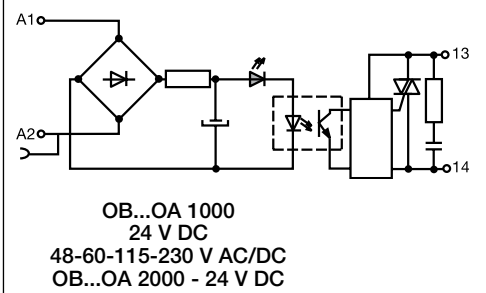 A1
13
A2
14
OB...OA 1000
24 V DC
48-60-115-230 V AC/DC
OB...OA 2000 - 24 V DC